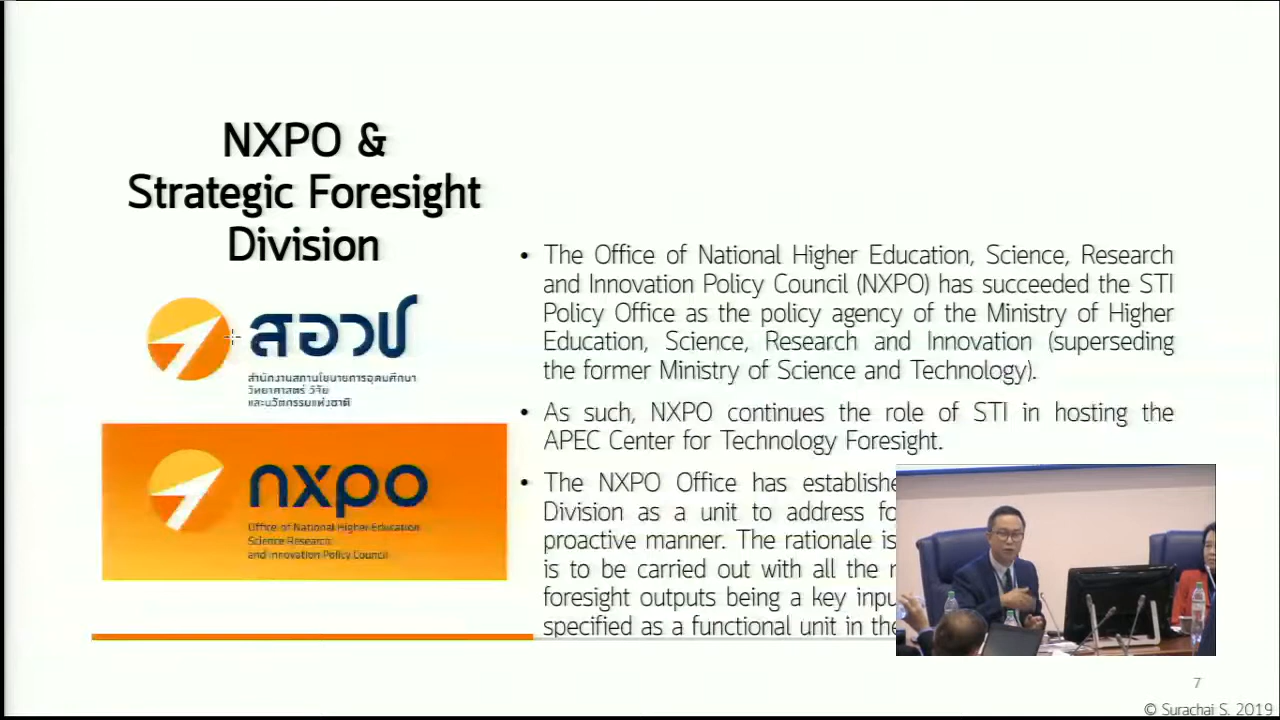 NXPO &
Strategic Foresight
Division
สอวช
สำนักงานสภานโยบายการอุดมศึกษา
วิทยาศาสตร์ วิจัย
และนวัตกรรมแห่งชาติ
nxpo
Office of National Higher Education
Science Research
and Innovation Policy Council
• The Office of National Higher Education, Science, Research
and Innovation Policy Council (NXPO) has succeeded the STI
Policy Office as the policy agency of the Ministry of Higher
Education, Science, Research and Innovation (superseding
the former Ministry of Science and Technology).
• As such, NXPO continues the role of STI in hosting the
APEC Center for Technology Foresight.
• The NXPO Office has establishe
Division as a unit to address fo
proactive manner. The rationale is
is to be carried out with all the
foresight outputs being a key inpu
specified as a functional unit in the
7
© Surachai S. 2019